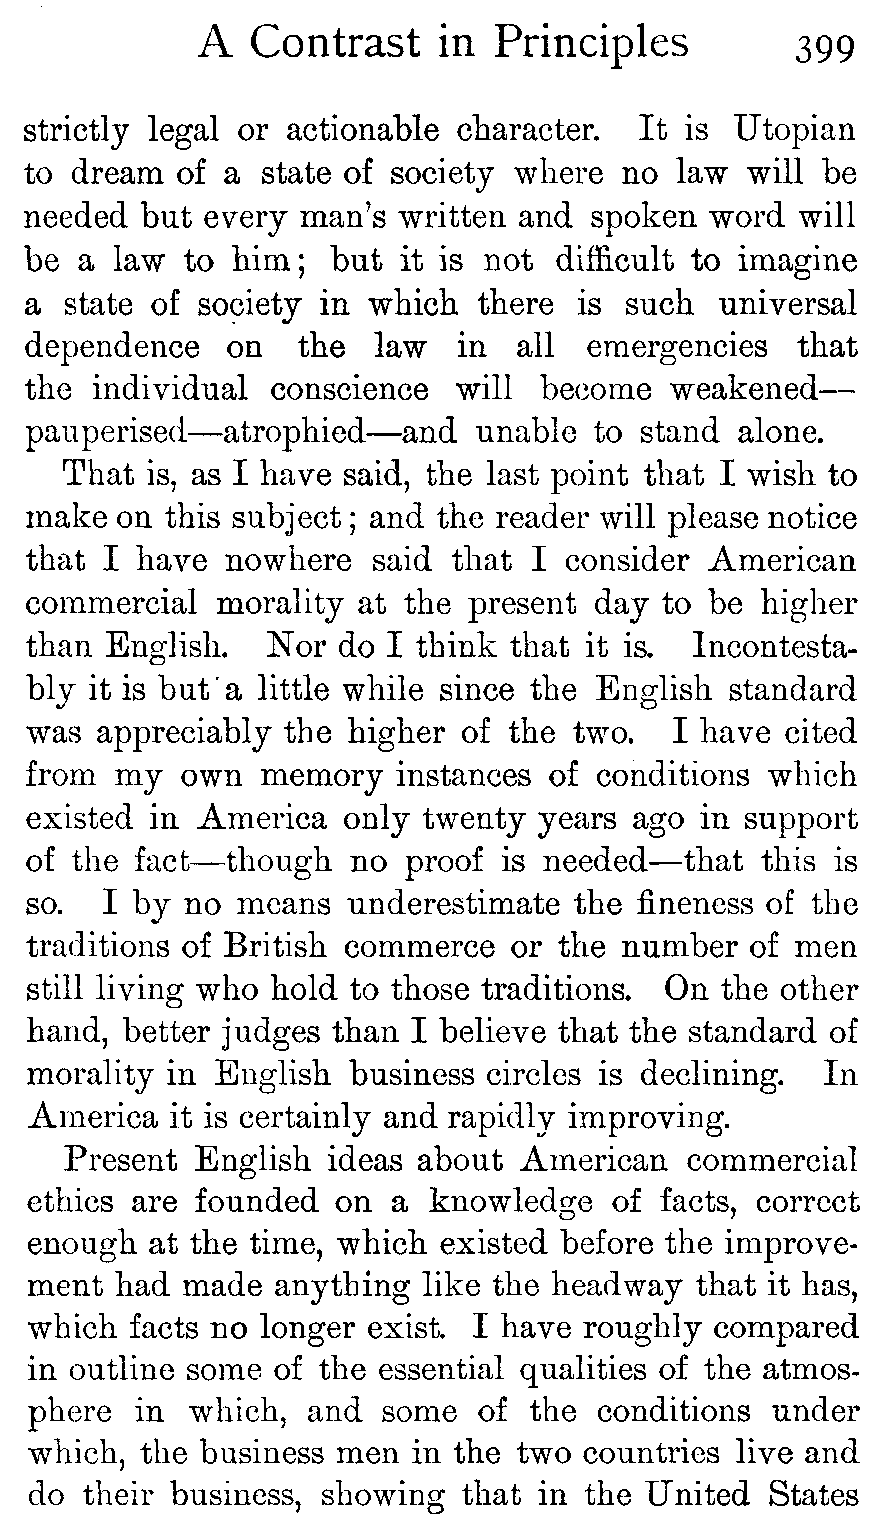 A Contrast in Principles 399
strictly legal or actionable character. It is Utopian
to dream of a state of society where no law will be
needed but every man's written and spoken word will
be a law to him; but it is not difficult to imagine
a state of society in which there is such universal
dependence on the law in all emergencies that
the individual conscience will become weakened—
pauperised—atrophied—and unable to stand alone.
That is, as I have said, the last point that I wish to
make on this subject; and the reader will please notice
that I have nowhere said that I consider American
commercial morality at the present day to be higher
than English. Nor do I think that it is. Incontesta-
bly it is but a little while since the English standard
was appreciably the higher of the two. I have cited
from my own memory instances of conditions which
existed in America only twenty years ago in support
of the fact—though no proof is needed—that this is
so. I by no means underestimate the fineness of the
traditions of British commerce or the number of men
still living who hold to those traditions. On the other
hand, better judges than I believe that the standard of
morality in English business circles is declining. In
America it is certainly and rapidly improving.
Present English ideas about American commercial
ethics are founded on a knowledge of facts, correct
enough at the time, which existed before the improve-
ment had made anything like the headway that it has,
which facts no longer exist. I have roughly compared
in outline some of the essential qualities of the atmos-
phere in which, and some of the conditions under
which, the business men in the two countries live and
do their business, showing that in the United States